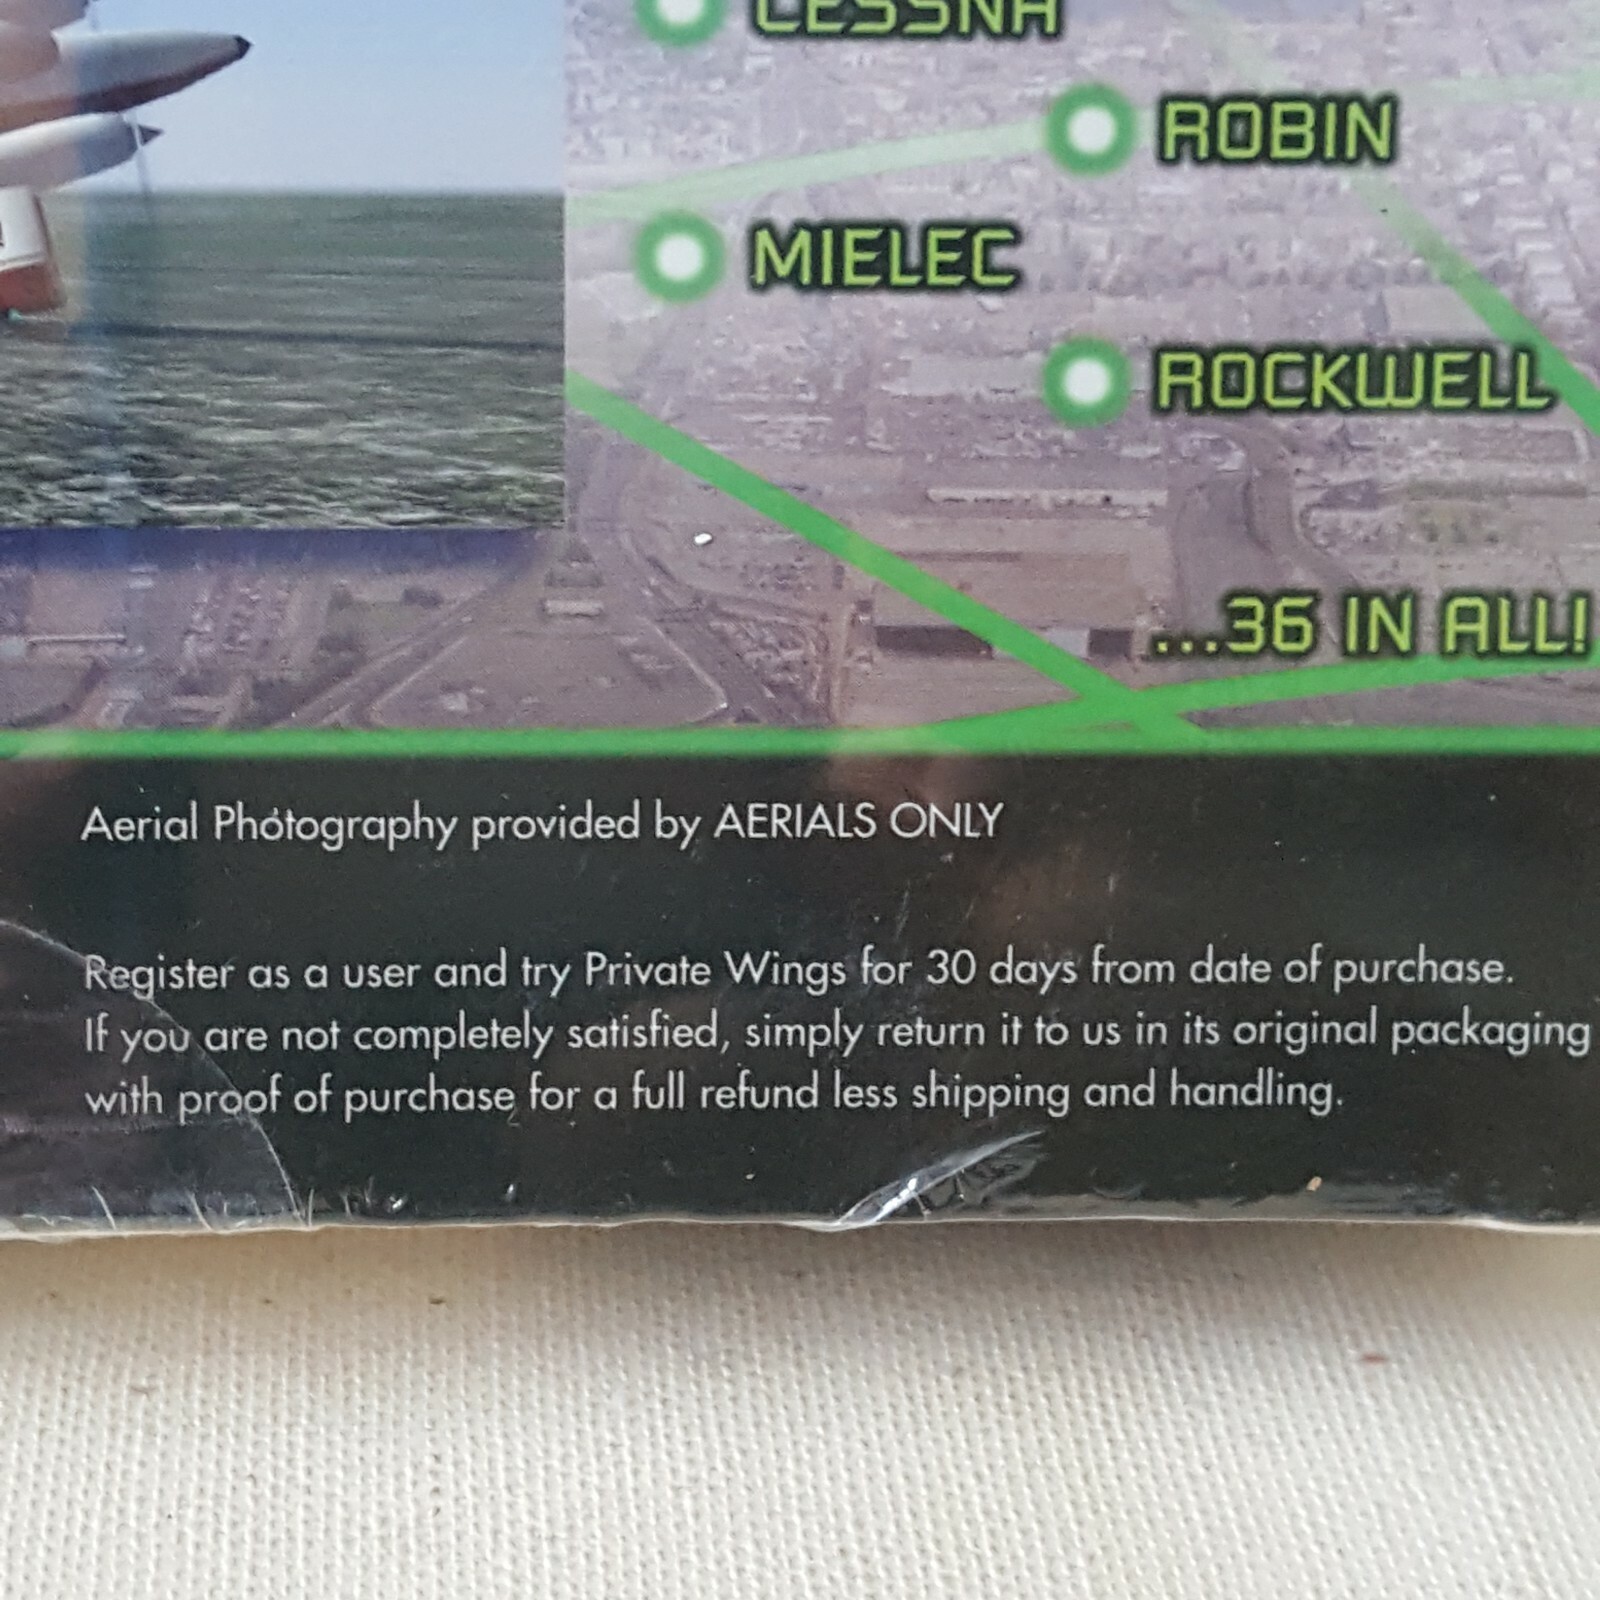 CESSNA
ROBIN
MIELEC
ROCKWELL
...36 IN ALL!
Aerial Photography provided by AERIALS ONLY
Register as a user and try Private Wings for 30 days from date of purchase.
If you are not completely satisfied, simply return it to us in its original packaging
with proof of purchase for a full refund less shipping and handling.